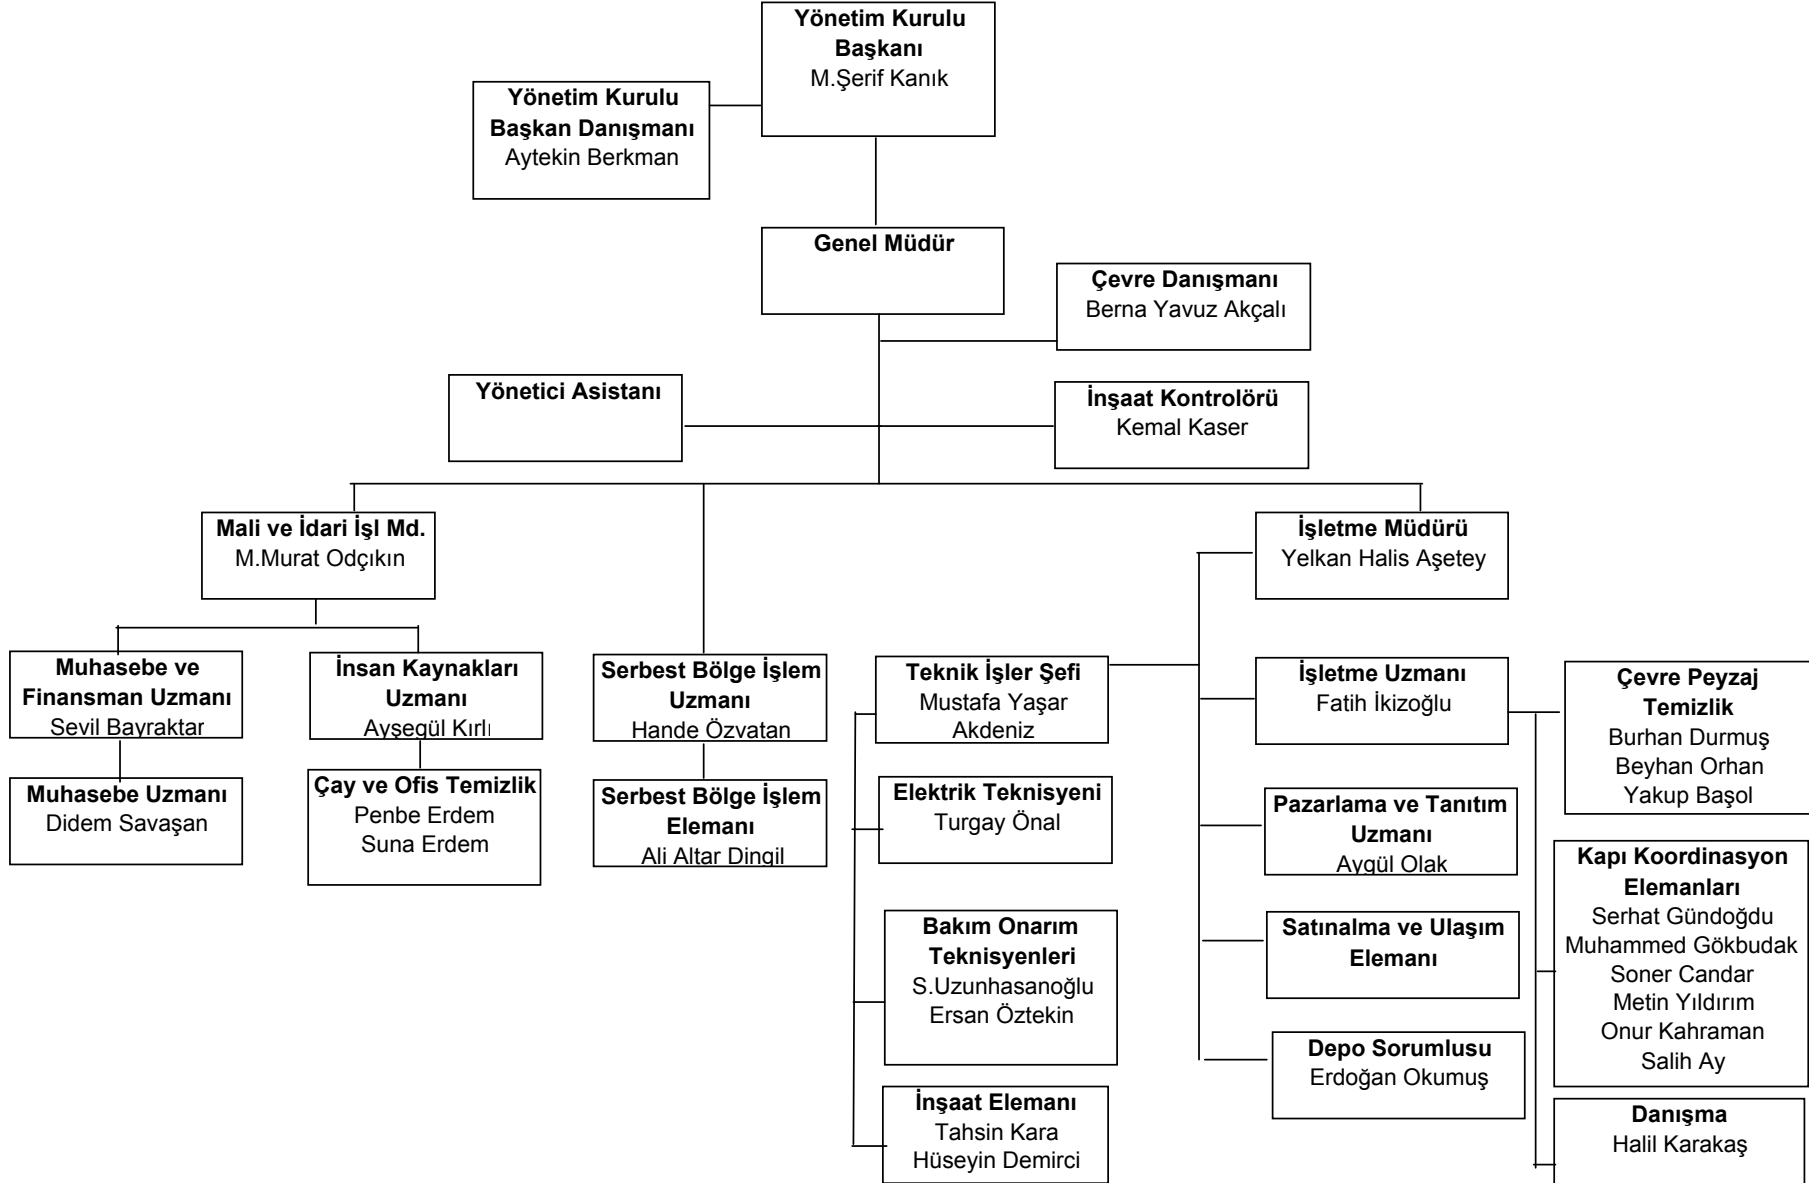 Yönetim Kurulu
Başkanı
M.Şerif Kanık
Yönetim Kurulu
Başkan Danışmanı
Aytekin Berkman
Genel Müdür
Çevre Danışmanı
Berna Yavuz Akçalı
Yönetici Asistanı
İnşaat Kontrolörü
Kemal Kaser
Mali ve İdari İşl Md.
M.Murat Odçıkın
İşletme Müdürü
Yelkan Halis Aşetey
Muhasebe ve
Finansman Uzmanı
Sevil Bayraktar
İnsan Kaynakları
Uzmanı
Ayşegül Kırlı
Serbest Bölge İşlem
Uzmanı
Hande Özvatan
Teknik İşler Şefi
Mustafa Yaşar
Akdeniz
İşletme Uzmanı
Fatih İkizoğlu
Çevre Peyzaj
Temizlik
Burhan Durmuş
Beyhan Orhan
Yakup Başol
Muhasebe Uzmanı
Didem Savaşan
Çay ve Ofis Temizlik
Penbe Erdem
Suna Erdem
Serbest Bölge İşlem
Elemanı
Ali Altar Dingil
Elektrik Teknisyeni
Turgay Önal
Pazarlama ve Tanıtım
Uzmanı
Aygül Olak
Kapı Koordinasyon
Elemanları
Serhat Gündoğdu
Muhammed Gökbudak
Soner Candar
Metin Yıldırım
Onur Kahraman
Salih Ay
Bakım Onarım
Teknisyenleri
S.Uzunhasanoğlu
Ersan Öztekin
Satınalma ve Ulaşım
Elemanı
Depo Sorumlusu
Erdoğan Okumuş
İnşaat Elemanı
Tahsin Kara
Hüseyin Demirci
Danışma
Halil Karakaş